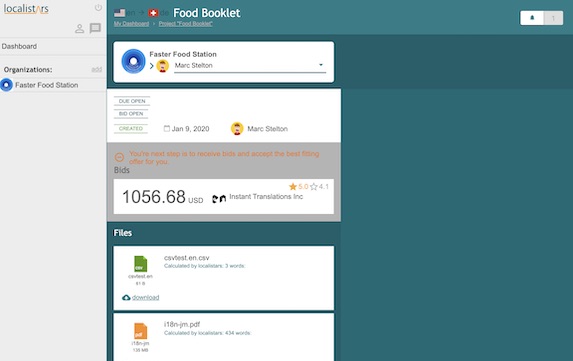 localistars
Dashboard
Organizations:
add
Faster Food Station
en
de
Food Booklet
My Dashboard > Project "Food Booklet"
1
Faster Food Station
Marc Stelton
DUE OPEN
BID OPEN
CREATED
Jan 9, 2020
Marc Stelton
You're next step is to receive bids and accept the best fitting
offer for you.
Bids
5.0 4.1
1056.68 USD
Instant Translations Inc
Files
csv
csvtest.en
81 B
csvtest.en.csv
Calculated by localistars: 3 words:
download
pdf
i18n-jm
138 MB
i18n-jm.pdf
Calculated by localistars: 434 words: